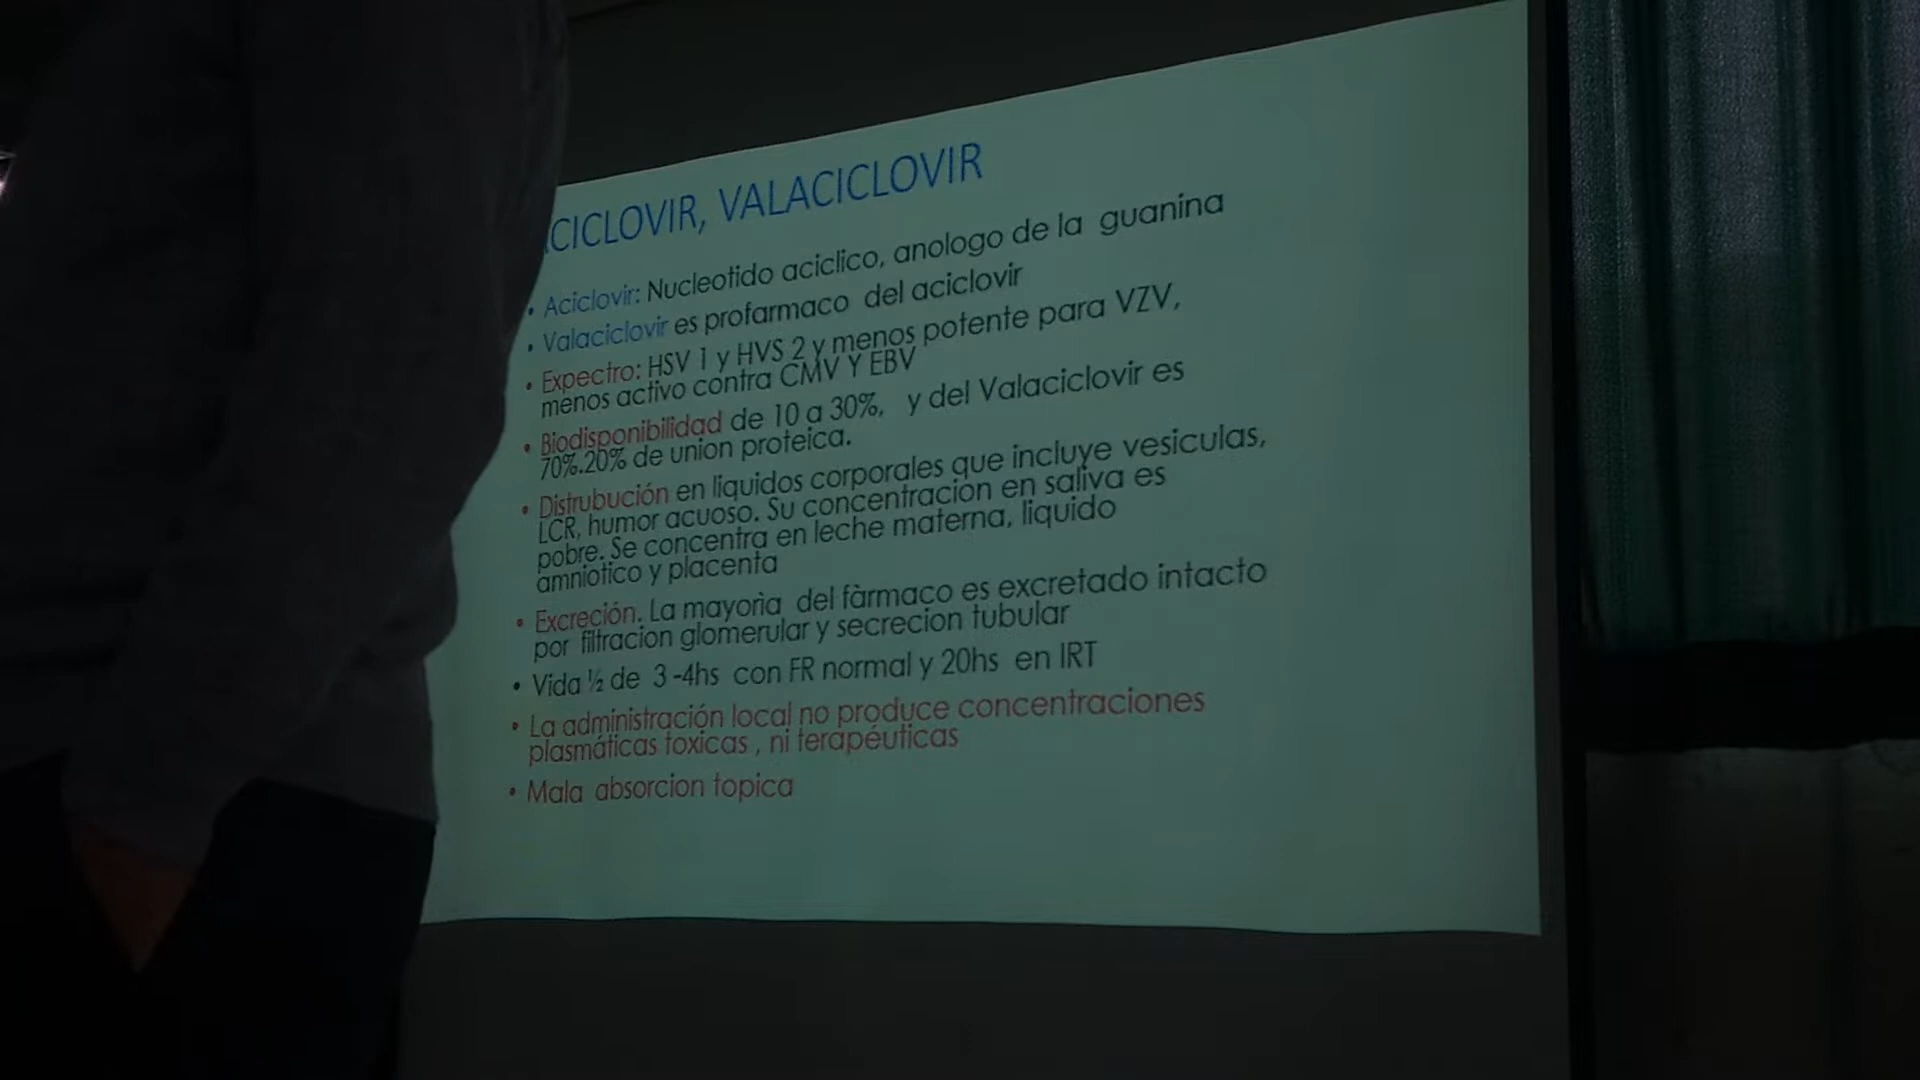 ACICLOVIR, VALACICLOVIR
• Aciclovir: Nucleotido aciclico, anologo de la guanina
• Valaciclovir es profarmaco del aciclovir
• Expectro: HSV 1 y HVS 2 y menos potente para VZV,
menos activo contra CMV Y EBV
• Biodisponibilidad de 10 a 30%, y del Valaciclovir es
70%.20% de union proteica.
• Distrubución en liquidos corporales que incluye vesiculas,
LCR, humor acuoso. Su concentracion en saliva es
pobre. Se concentra en leche materna, liquido
amniotico y placenta
• Excreción. La mayorìa del fàrmaco es excretado intacto
por filtracion glomerular y secrecion tubular
• Vida ½ de 3 -4hs con FR normal y 20hs en IRT
• La administración local no produce concentraciones
plasmáticas toxicas , ni terapéuticas
• Mala absorcion topica